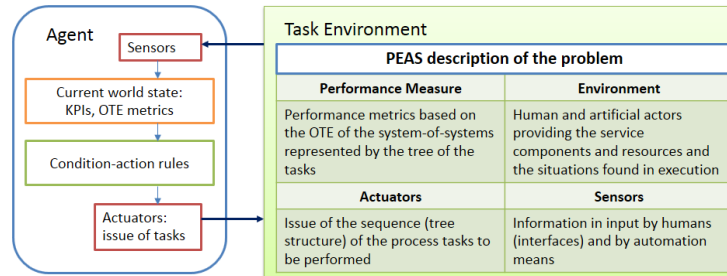 Agent
Sensors
Current world state:
KPIs, OTE metrics
Condition-action rules
Actuators:
issue of tasks
Task Environment
PEAS description of the problem
Performance Measure
Environment
Performance metrics based
on the OTE of the system-of-systems
represented by the tree of the
tasks
Human and artificial actors
providing the service
components and resources and
the situations found in execution
Actuators
Sensors
Issue of the sequence (tree
structure) of the process tasks to
be performed
Information in input by humans
(interfaces) and by automation
means